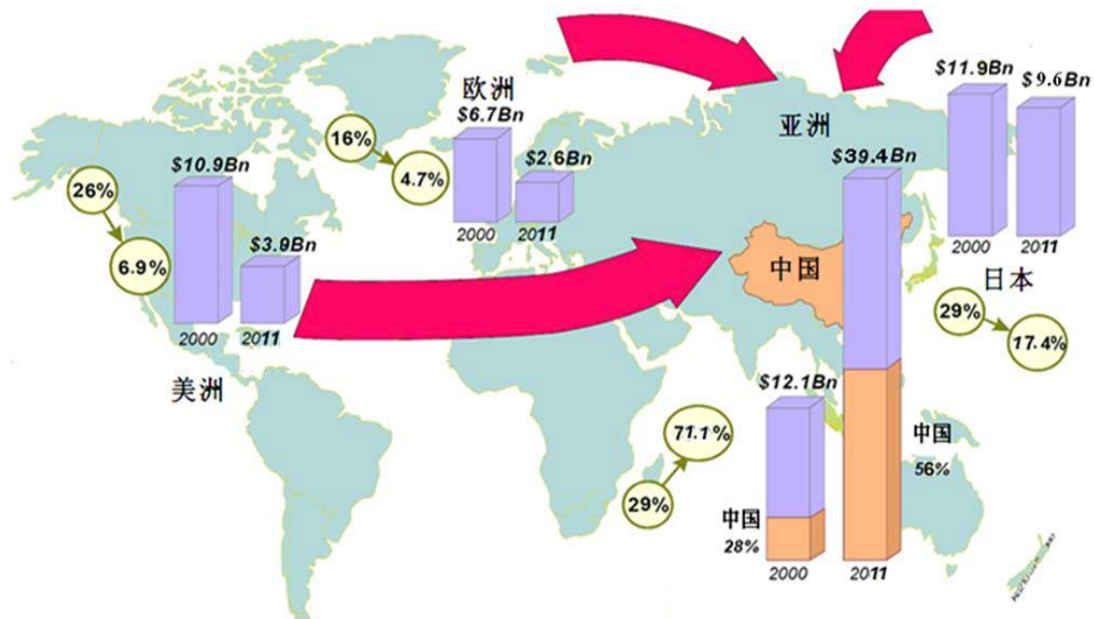 欧洲
$6.7Bn
$2.6Bn
2000
2011
16%
4.7%
$10.9Bn
$3.9Bn
2000
2011
26%
6.9%
美洲
亚洲
$39.4Bn
$12.1Bn
中国
中国
28%
中国
56%
2000
2011
71.1%
29%
$11.9Bn
$9.6Bn
2000
2011
日本
29%
17.4%